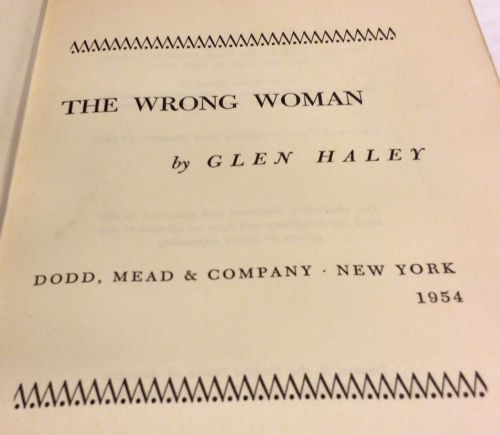 THE WRONG WOMAN
by GLEN HALEY
DODD, MEAD & COMPANY · NEW YORK
1954